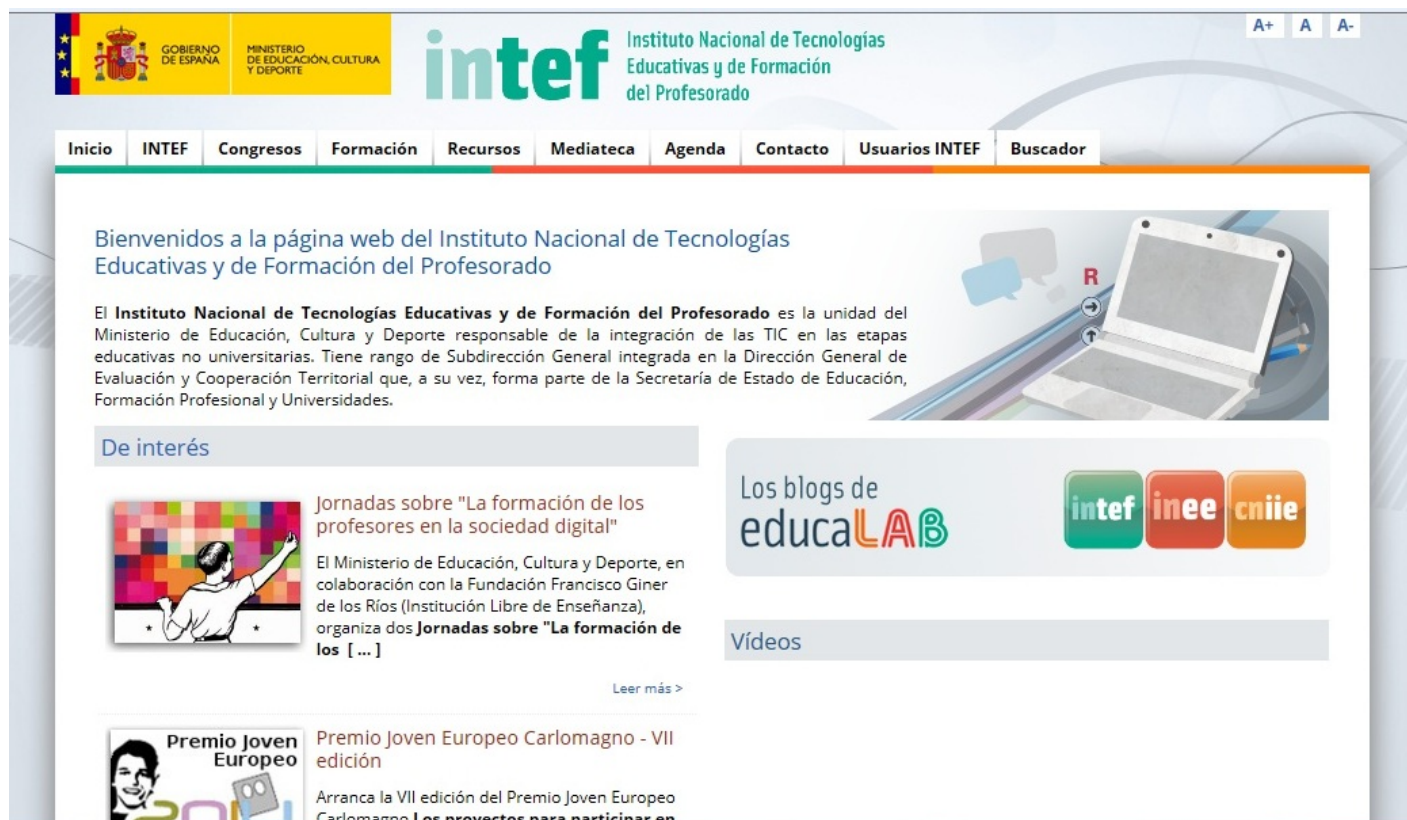 GOBIERNO
DE ESPAÑA
MINISTERIO
DE EDUCACIÓN, CULTURA
Y DEPORTE
intef
Instituto Nacional de Tecnologías
Educativas y de Formación
del Profesorado
A+ A A-
Inicio INTEF Congresos Formación Recursos Mediateca Agenda Contacto Usuarios INTEF Buscador
Bienvenidos a la página web del Instituto Nacional de Tecnologías
Educativas y de Formación del Profesorado
El Instituto Nacional de Tecnologías Educativas y de Formación del Profesorado es la unidad del
Ministerio de Educación, Cultura y Deporte responsable de la integración de las TIC en las etapas
educativas no universitarias. Tiene rango de Subdirección General integrada en la Dirección General de
Evaluación y Cooperación Territorial que, a su vez, forma parte de la Secretaría de Estado de Educación,
Formación Profesional y Universidades.
R
De interés
Jornadas sobre "La formación de los
profesores en la sociedad digital"
El Ministerio de Educación, Cultura y Deporte, en
colaboración con la Fundación Francisco Giner
de los Ríos (Institución Libre de Enseñanza),
organiza dos Jornadas sobre "La formación de
los [ ... ]
Leer más >
Premio Joven
Europeo
2014
Premio Joven Europeo Carlomagno - VII
edición
Arranca la VII edición del Premio Joven Europeo
Carlomagno Los proyectos para participar en
Los blogs de
educaLAB
intef inee cniie
Vídeos